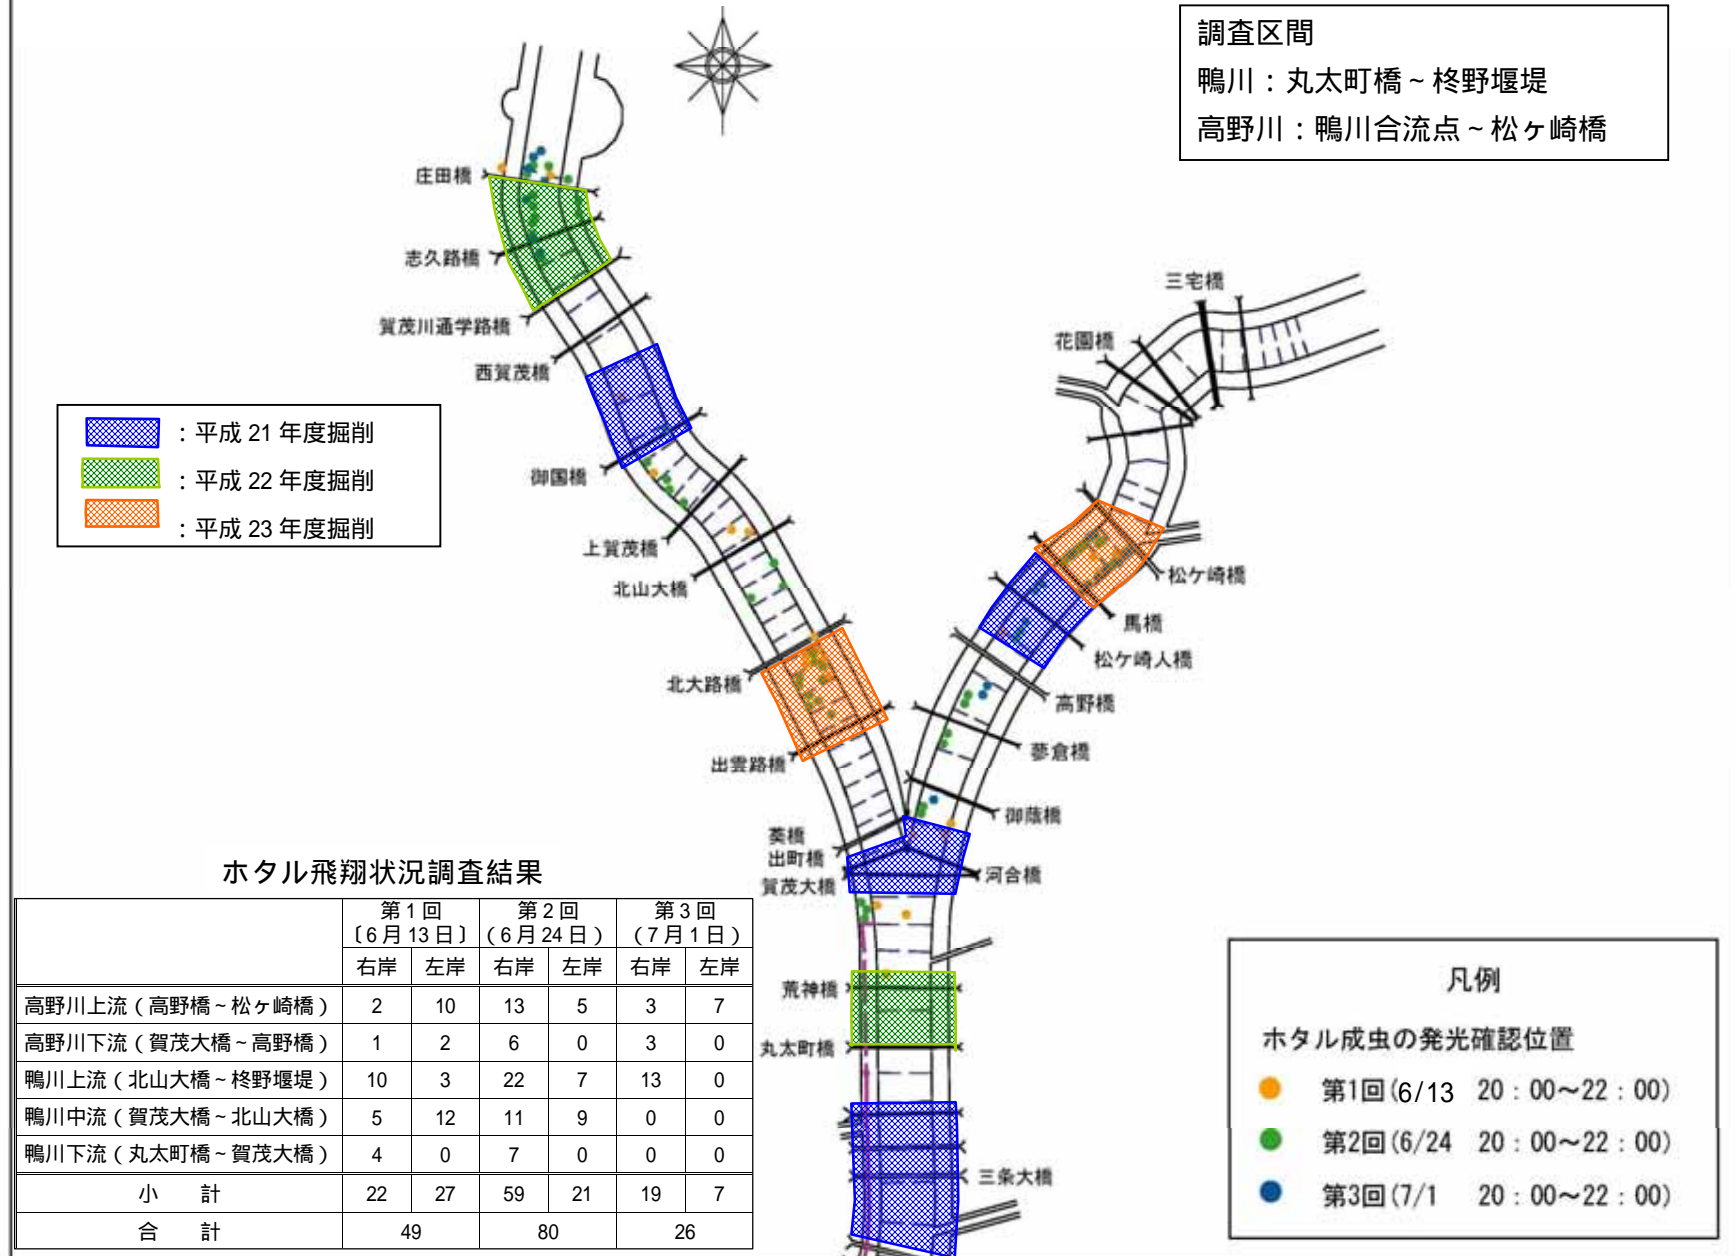 調査区間
鴨川：丸太町橋～柊野堰堤
高野川：鴨川合流点～松ヶ崎橋
庄田橋
志久路橋
賀茂川通学路橋
西賀茂橋
御国橋
上賀茂橋
北山大橋
北大路橋
出雲路橋
葵橋
出町橋
賀茂大橋
荒神橋
丸太町橋
三条大橋
三宅橋
花園橋
松ケ崎橋
馬橋
松ケ崎人橋
高野橋
蓼倉橋
御蔭橋
河合橋
：平成 21 年度掘削
：平成 22 年度掘削
：平成 23 年度掘削
ホタル飛翔状況調査結果
第1回 第2回 第3回
〔6月13日〕 （6月24日） （7月1日）
右岸 左岸 右岸 左岸 右岸 左岸
高野川上流（高野橋～松ヶ崎橋） 2 10 13 5 3 7
高野川下流（賀茂大橋～高野橋） 1 2 6 0 3 0
鴨川上流（北山大橋～柊野堰堤） 10 3 22 7 13 0
鴨川中流（賀茂大橋～北山大橋） 5 12 11 9 0 0
鴨川下流（丸太町橋～賀茂大橋） 4 0 7 0 0 0
小 計 22 27 59 21 19 7
合 計 49 80 26
凡例
ホタル成虫の発光確認位置
第1回(6/13 20：00～22：00)
第2回(6/24 20：00～22：00)
第3回(7/1 20：00～22：00)